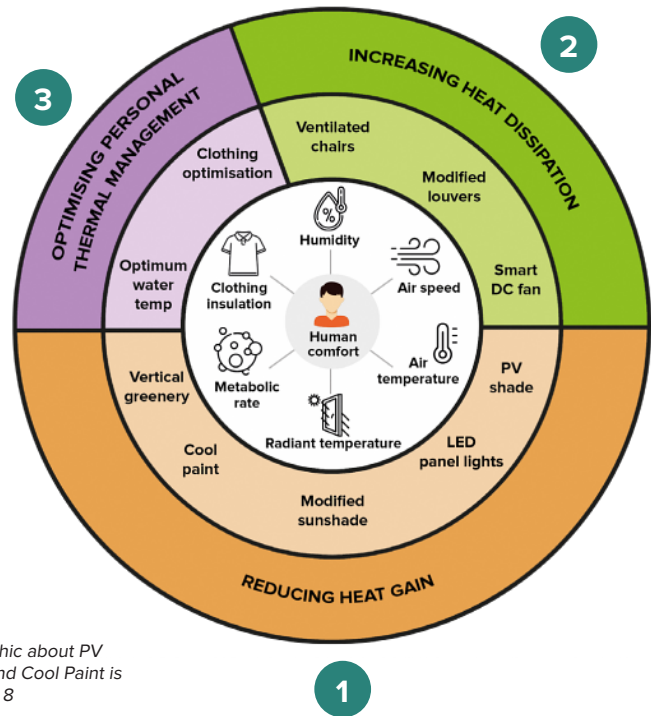 3
2
OPTIMISING PERSONAL
THERMAL MANAGEMENT
INCREASING HEAT DISSIPATION
Clothing
optimisation
Optimum
water
temp
Ventilated
chairs
Modified
louvers
Smart
DC fan
Humidity
Air speed
Air
temperature
Radiant temperature
Metabolic
rate
Clothing
insulation
Human
comfort
%
Vertical
greenery
Cool
paint
Modified
sunshade
LED
panel lights
PV
shade
REDUCING HEAT GAIN
1
about PV
Cool Paint is
8